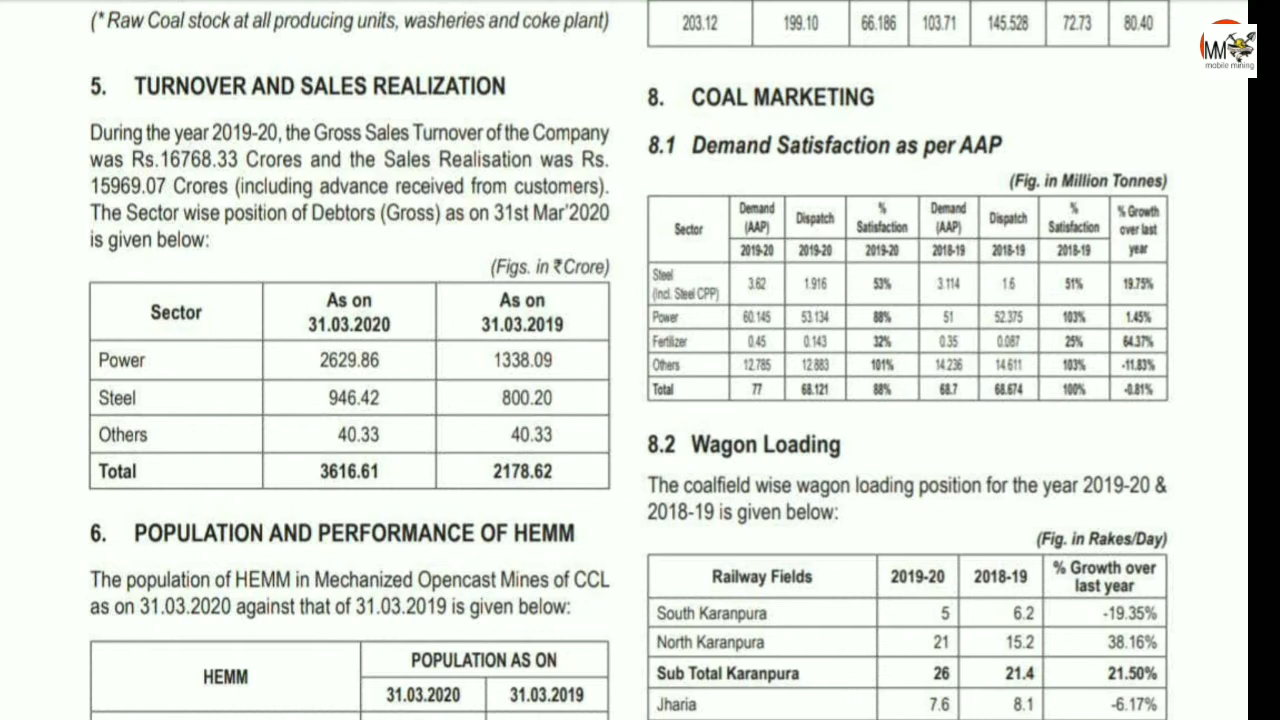 (* Raw Coal stock at all producing units, washeries and coke plant)
5. TURNOVER AND SALES REALIZATION
During the year 2019-20, the Gross Sales Turnover of the Company
was Rs.16768.33 Crores and the Sales Realisation was Rs.
15969.07 Crores (including advance received from customers).
The Sector wise position of Debtors (Gross) as on 31st Mar'2020
is given below:
(Figs. in ₹ Crore)
Sector As on 31.03.2020 As on 31.03.2019
Power 2629.86 1338.09
Steel 946.42 800.20
Others 40.33 40.33
Total 3616.61 2178.62
6. POPULATION AND PERFORMANCE OF HEMM
The population of HEMM in Mechanized Opencast Mines of CCL
as on 31.03.2020 against that of 31.03.2019 is given below:
HEMM POPULATION AS ON
31.03.2020 31.03.2019
203.12 199.10 66.186 103.71 145.528 72.73 80.40
8. COAL MARKETING
8.1 Demand Satisfaction as per AAP
(Fig. in Million Tonnes)
Sector Demand (AAP) Dispatch % Satisfaction Demand (AAP) Dispatch % Satisfaction % Growth over last year
2019-20 2019-20 2019-20 2018-19 2018-19 2018-19
Steel (incl. Steel CPP) 3.62 1.916 53% 3.114 1.6 51% 19.75%
Power 60.145 53.134 88% 51 52.375 103% 1.45%
Fertilizer 0.45 0.143 32% 0.35 0.087 25% 64.37%
Others 12.785 12.883 101% 14.236 14.611 103% -11.83%
Total 77 68.121 88% 68.7 68.674 100% -0.81%
8.2 Wagon Loading
The coalfield wise wagon loading position for the year 2019-20 &
2018-19 is given below:
(Fig. in Rakes/Day)
Railway Fields 2019-20 2018-19 % Growth over last year
South Karanpura 5 6.2 -19.35%
North Karanpura 21 15.2 38.16%
Sub Total Karanpura 26 21.4 21.50%
Jharia 7.6 8.1 -6.17%
MM
mobile mining